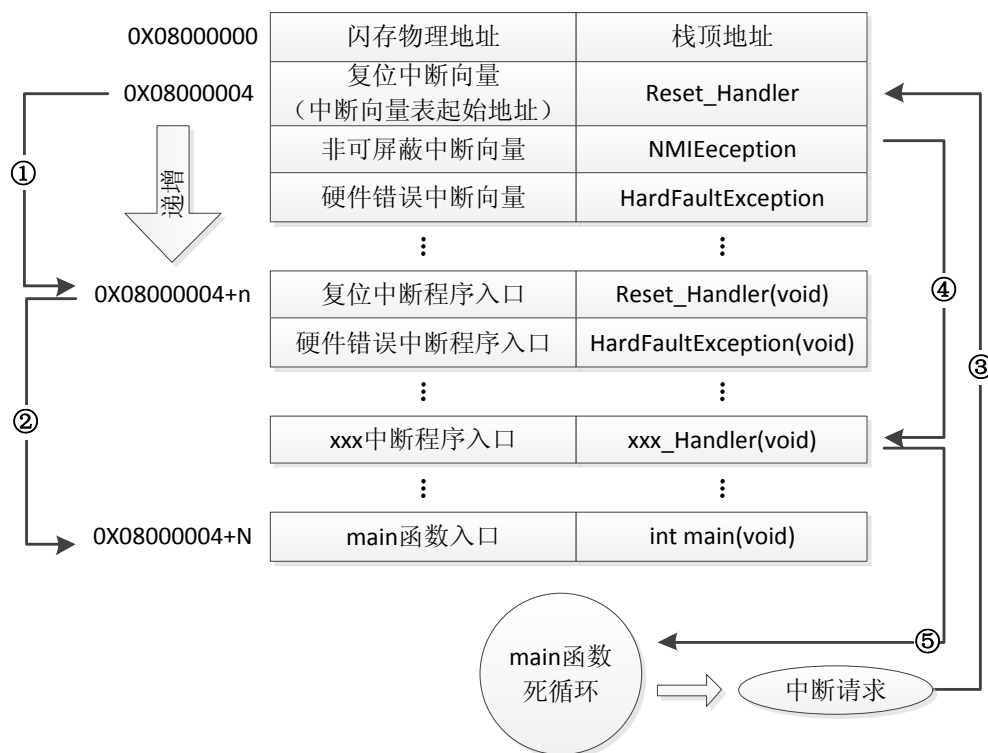 0X08000000 闪存物理地址 栈顶地址
0X08000004 复位中断向量
（中断向量表起始地址） Reset_Handler
非可屏蔽中断向量 NMIEeception
① 递增 硬件错误中断向量 HardFaultException
⋮ ⋮
0X08000004+n 复位中断程序入口 Reset_Handler(void) ④
硬件错误中断程序入口 HardFaultException(void)
⋮ ⋮ ③
② xxx中断程序入口 xxx_Handler(void)
⋮ ⋮
0X08000004+N main函数入口 int main(void)
⑤
main函数
死循环
中断请求